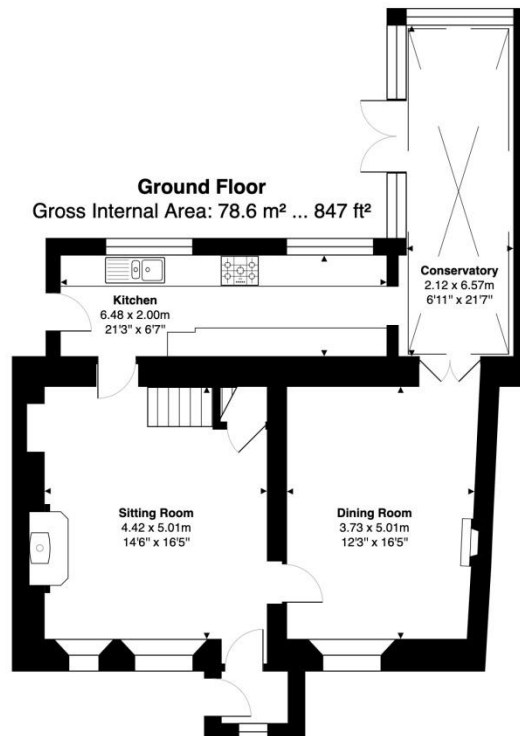 Ground Floor
Gross Internal Area: 78.6 m² ... 847 ft²
Conservatory
2.12 x 6.57m
6'11" x 21'7"
Kitchen
6.48 x 2.00m
21'3" x 6'7"
Sitting Room
4.42 x 5.01m
14'6" x 16'5"
Dining Room
3.73 x 5.01m
12'3" x 16'5"